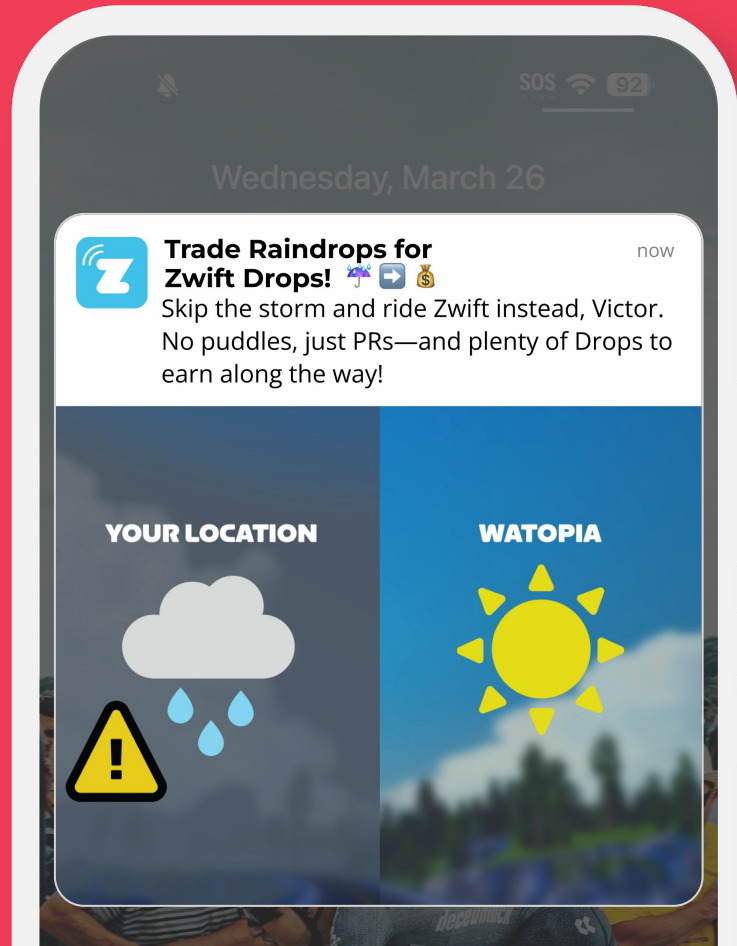 SOS 92
Wednesday, March 26
Trade Raindrops for
now
Zwift Drops! ☔➡️💰
Skip the storm and ride Zwift instead, Victor.
No puddles, just PRs—and plenty of Drops to
earn along the way!
YOUR LOCATION
WATOPIA
!
deceuninck